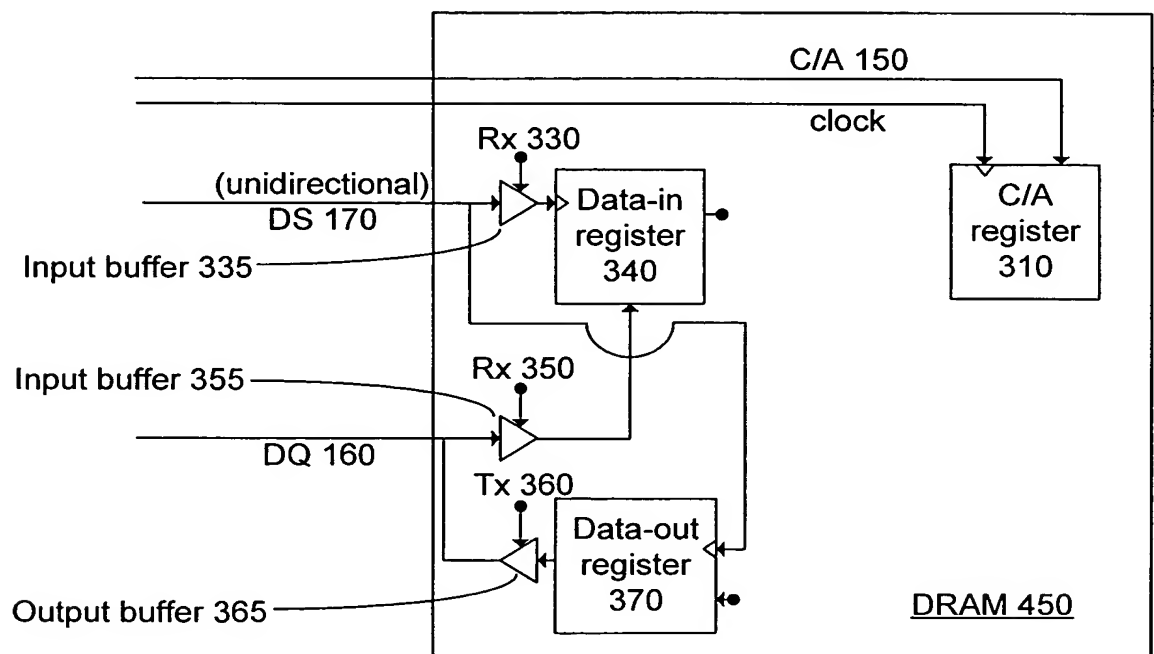 C/A 150
clock
Rx 330
(unidirectional)
DS 170
Data-in
register
340
C/A
register
310
Input buffer 335
Rx 350
Input buffer 355
DQ 160
Tx 360
Data-out
register
370
Output buffer 365
DRAM 450